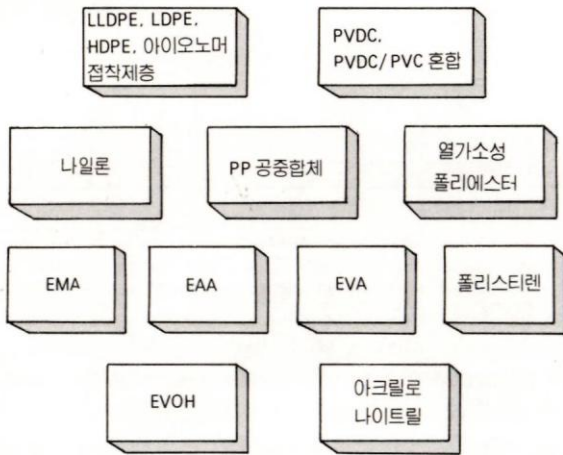 LLDPE, LDPE,
HDPE, 아이오노머
접착제층
PVDC,
PVDC/PVC 혼합
나일론
PP 공중합체
열가소성
폴리에스터
EMA
EAA
EVA
폴리스티렌
EVOH
아크릴로
나이트릴